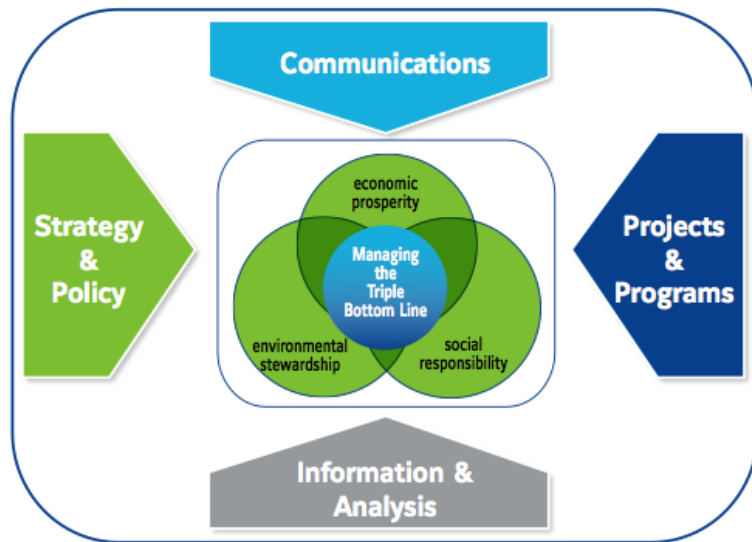 Communications
Strategy
&
Policy
economic
prosperity
Managing
the
Triple
Bottom Line
environmental
stewardship
social
responsibility
Projects
&
Programs
Information &
Analysis